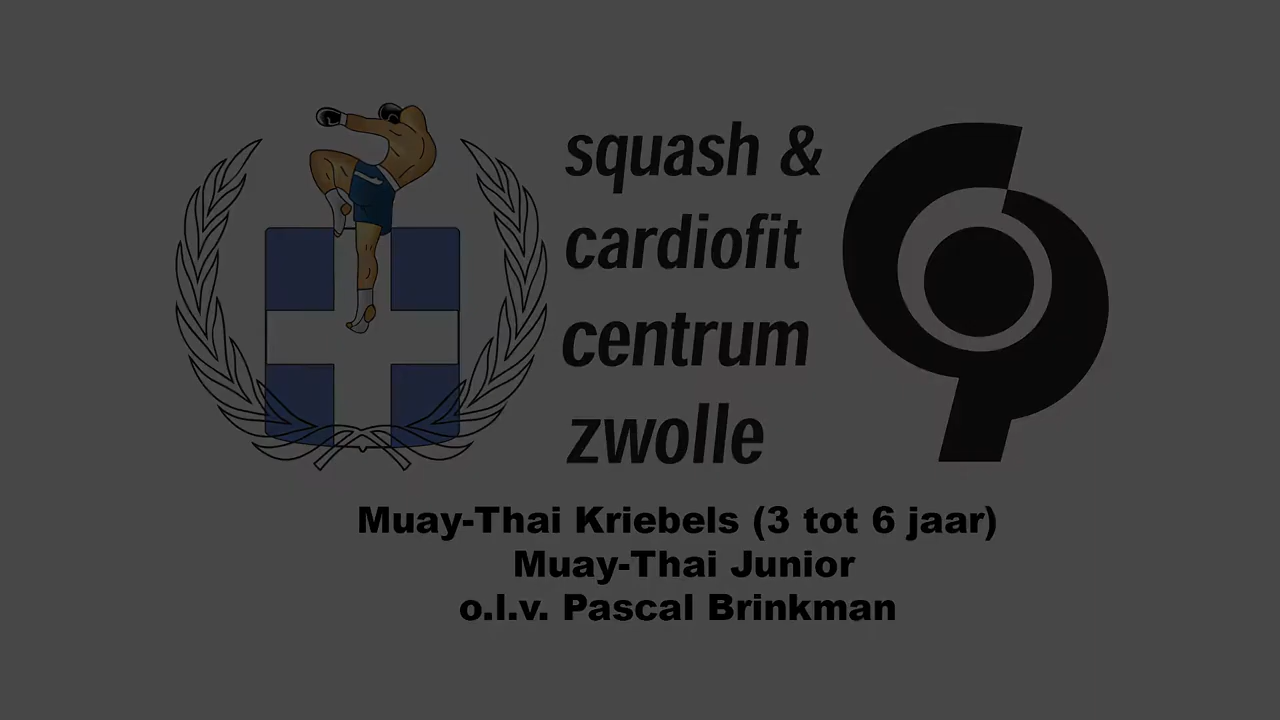 squash &
cardiofit
centrum
zwolle
Muay-Thai Kriebels (3 tot 6 jaar)
Muay-Thai Junior
o.l.v. Pascal Brinkman